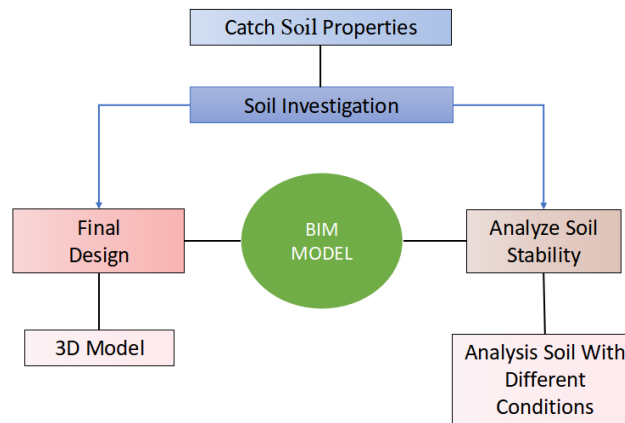 Catch Soil Properties
Soil Investigation
Final
Design
BIM
MODEL
Analyze Soil
Stability
3D Model
Analysis Soil With
Different
Conditions